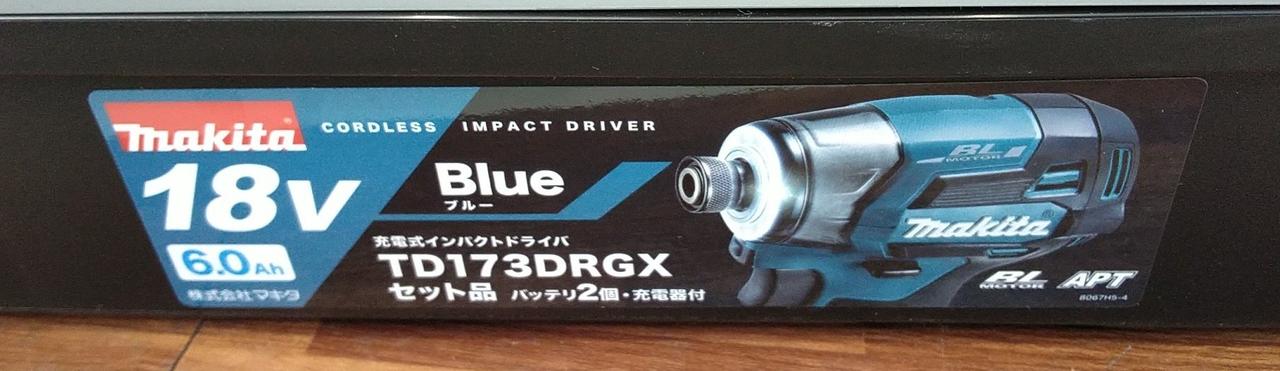 makita
CORDLESS IMPACT DRIVER
18V
6.0Ah
株式会社マキタ
Blue
ブルー
充電式インパクトドライバ
TD173DRGX
セット品 バッテリ2個・充電器付
BL
MOTOR
makita
BL
MOTOR
APT
8067H5-4